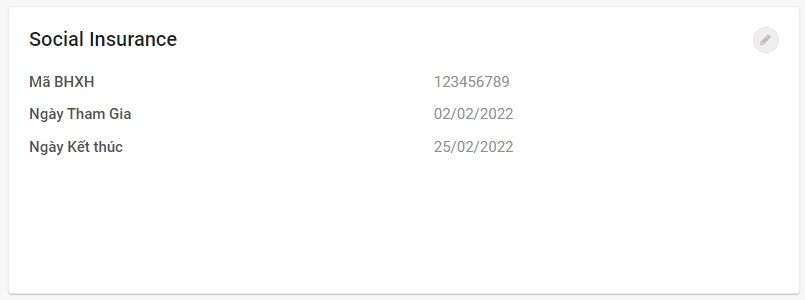 Social Insurance
Mã BHXH 123456789
Ngày Tham Gia 02/02/2022
Ngày Kết thúc 25/02/2022